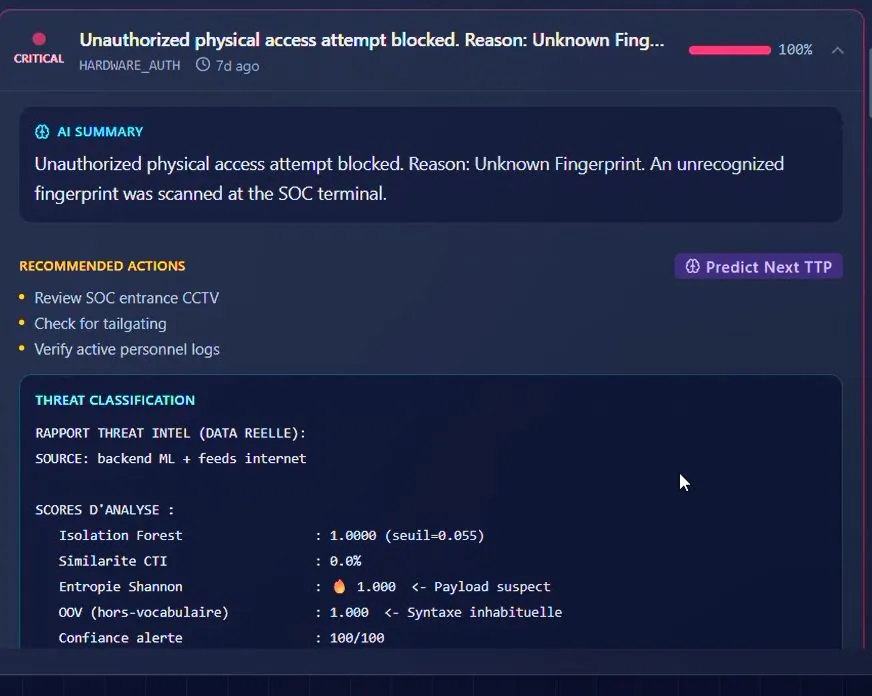 Unauthorized physical access attempt blocked. Reason: Unknown Fing...
100%
CRITICAL
HARDWARE_AUTH 7d ago
AI SUMMARY
Unauthorized physical access attempt blocked. Reason: Unknown Fingerprint. An unrecognized
fingerprint was scanned at the SOC terminal.
RECOMMENDED ACTIONS
Predict Next TTP
• Review SOC entrance CCTV
• Check for tailgating
• Verify active personnel logs
THREAT CLASSIFICATION
RAPPORT THREAT INTEL (DATA REELLE):
SOURCE: backend ML + feeds internet
SCORES D'ANALYSE :
Isolation Forest : 1.0000 (seuil=0.055)
Similarite CTI : 0.0%
Entropie Shannon : 🔥 1.000 <- Payload suspect
OOV (hors-vocabulaire) : 1.000 <- Syntaxe inhabituelle
Confiance alerte : 100/100